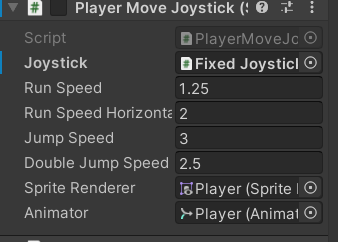 Player Move Joystick (S
Script PlayerMoveJo
Joystick Fixed Joystick
Run Speed 1.25
Run Speed Horizonta 2
Jump Speed 3
Double Jump Speed 2.5
Sprite Renderer Player (Sprite
Animator Player (Animat